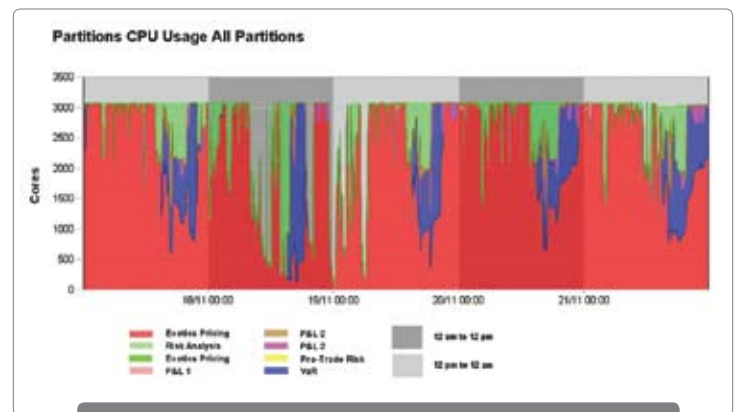 Partitions CPU Usage All Partitions
3500
3000
2500
2000
1500
1000
500
0
Cores
18/11 00:00
19/11 00:00
20/11 00:00
21/11 00:00
Exotics Pricing
Risk Analysis
Exotics Pricing
P&L 1
P&L 2
P&L 3
Pre-Trade Risk
VaR
12 am to 12 pm
12 pm to 12 am